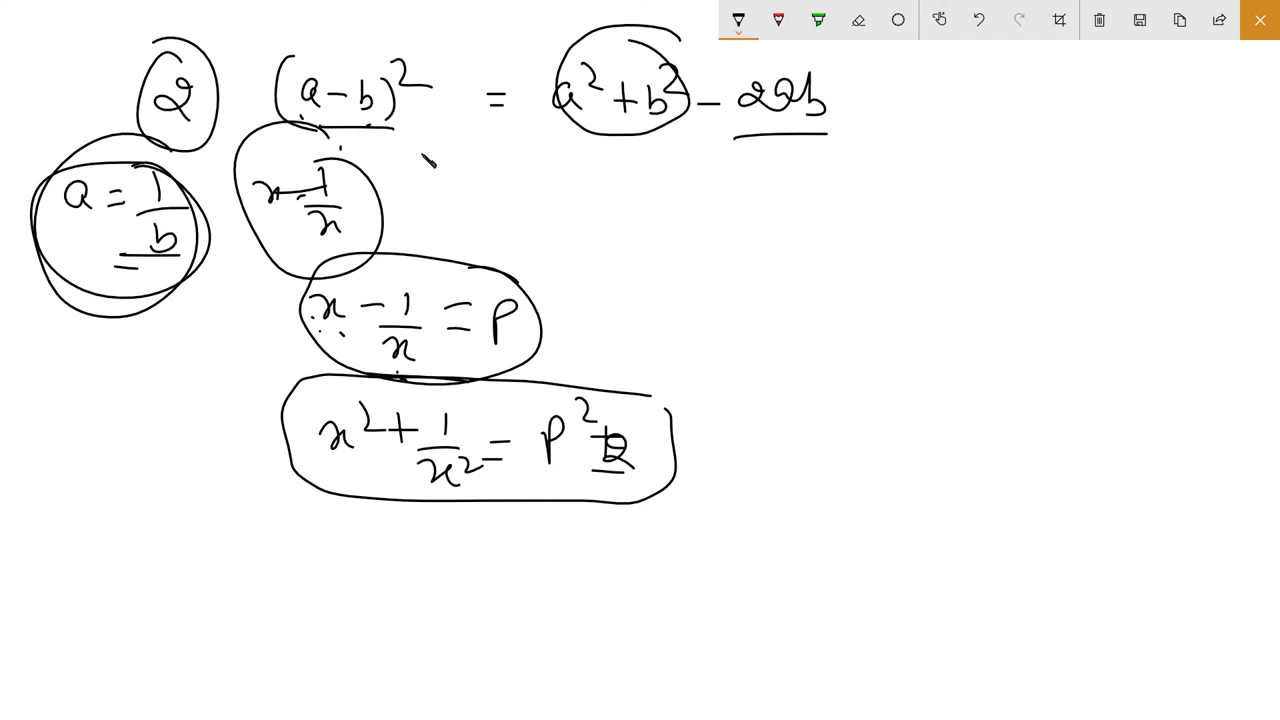 2 (a-b)² = a² + b² - 2ab
a = 1/b x - 1/x
x - 1/x = P
x² + 1/x² = P² + 2